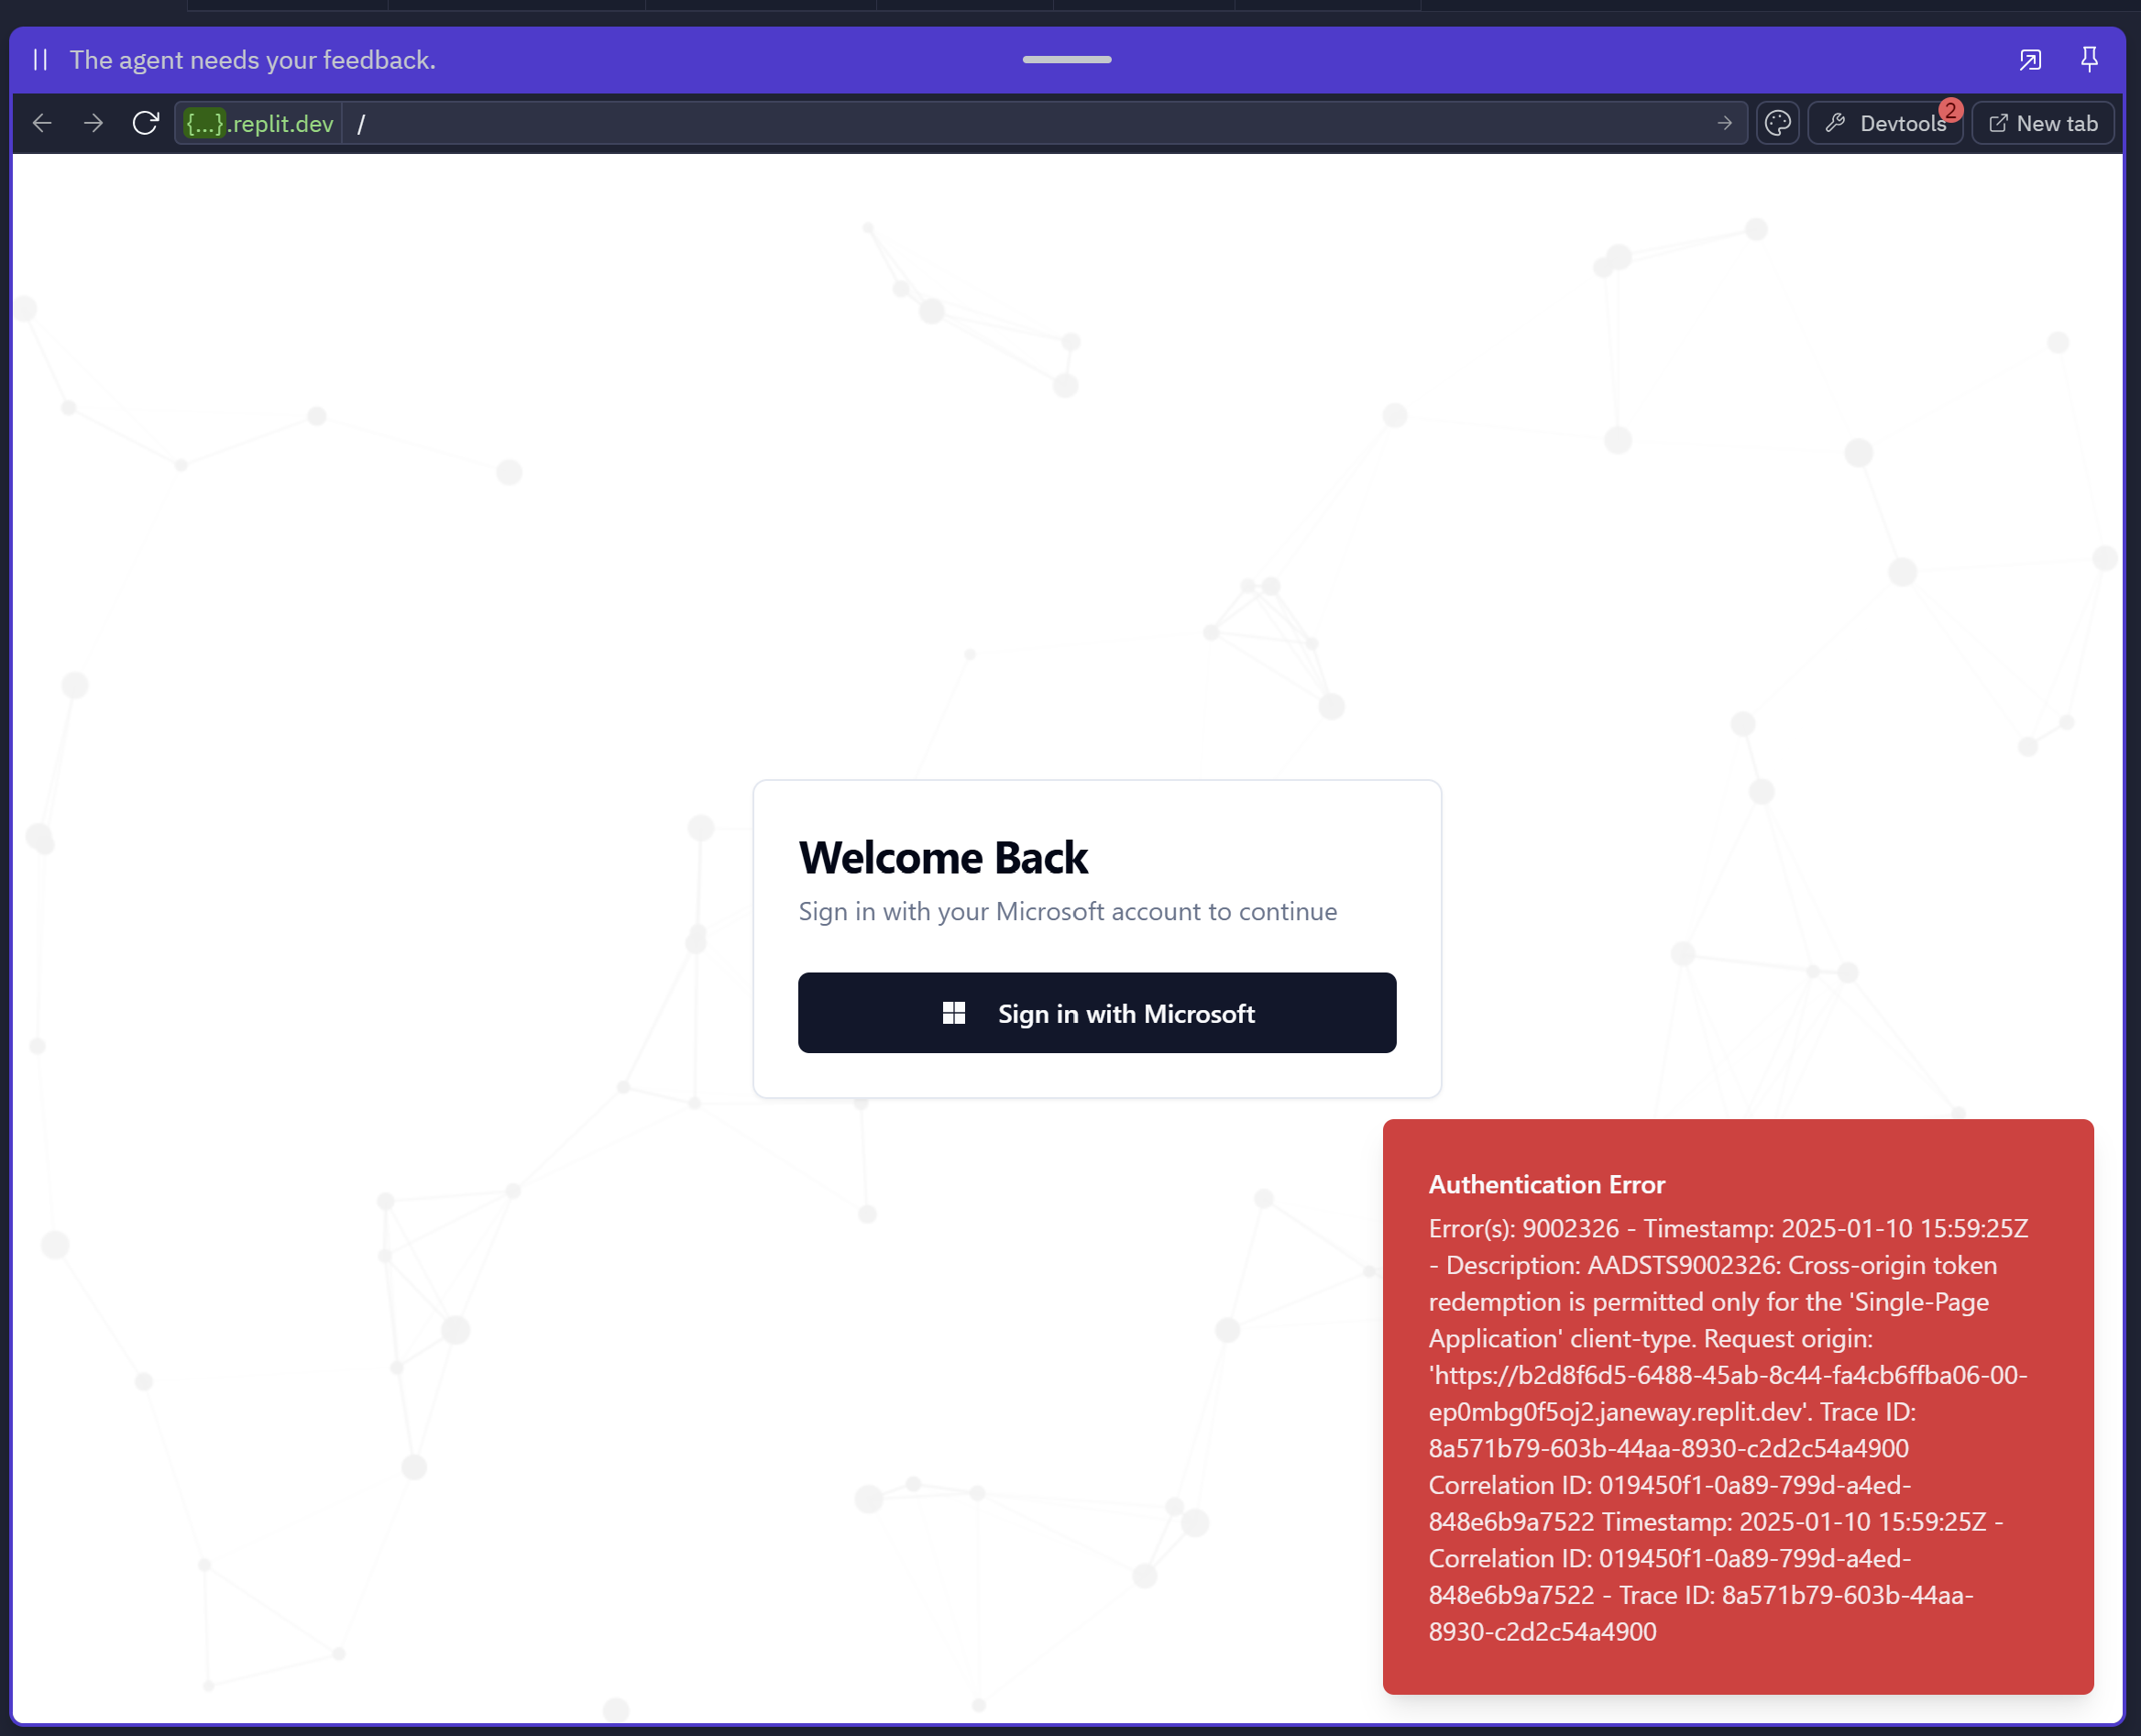 The agent needs your feedback.
{...}.replit.dev /
Devtools 2
New tab
Welcome Back
Sign in with your Microsoft account to continue
Sign in with Microsoft
Authentication Error
Error(s): 9002326 - Timestamp: 2025-01-10 15:59:25Z
- Description: AADSTS9002326: Cross-origin token
redemption is permitted only for the 'Single-Page
Application' client-type. Request origin:
'https://b2d8f6d5-6488-45ab-8c44-fa4cb6ffba06-00-
ep0mbg0f5oj2.janeway.replit.dev'. Trace ID:
8a571b79-603b-44aa-8930-c2d2c54a4900
Correlation ID: 019450f1-0a89-799d-a4ed-
848e6b9a7522 Timestamp: 2025-01-10 15:59:25Z -
Correlation ID: 019450f1-0a89-799d-a4ed-
848e6b9a7522 - Trace ID: 8a571b79-603b-44aa-
8930-c2d2c54a4900